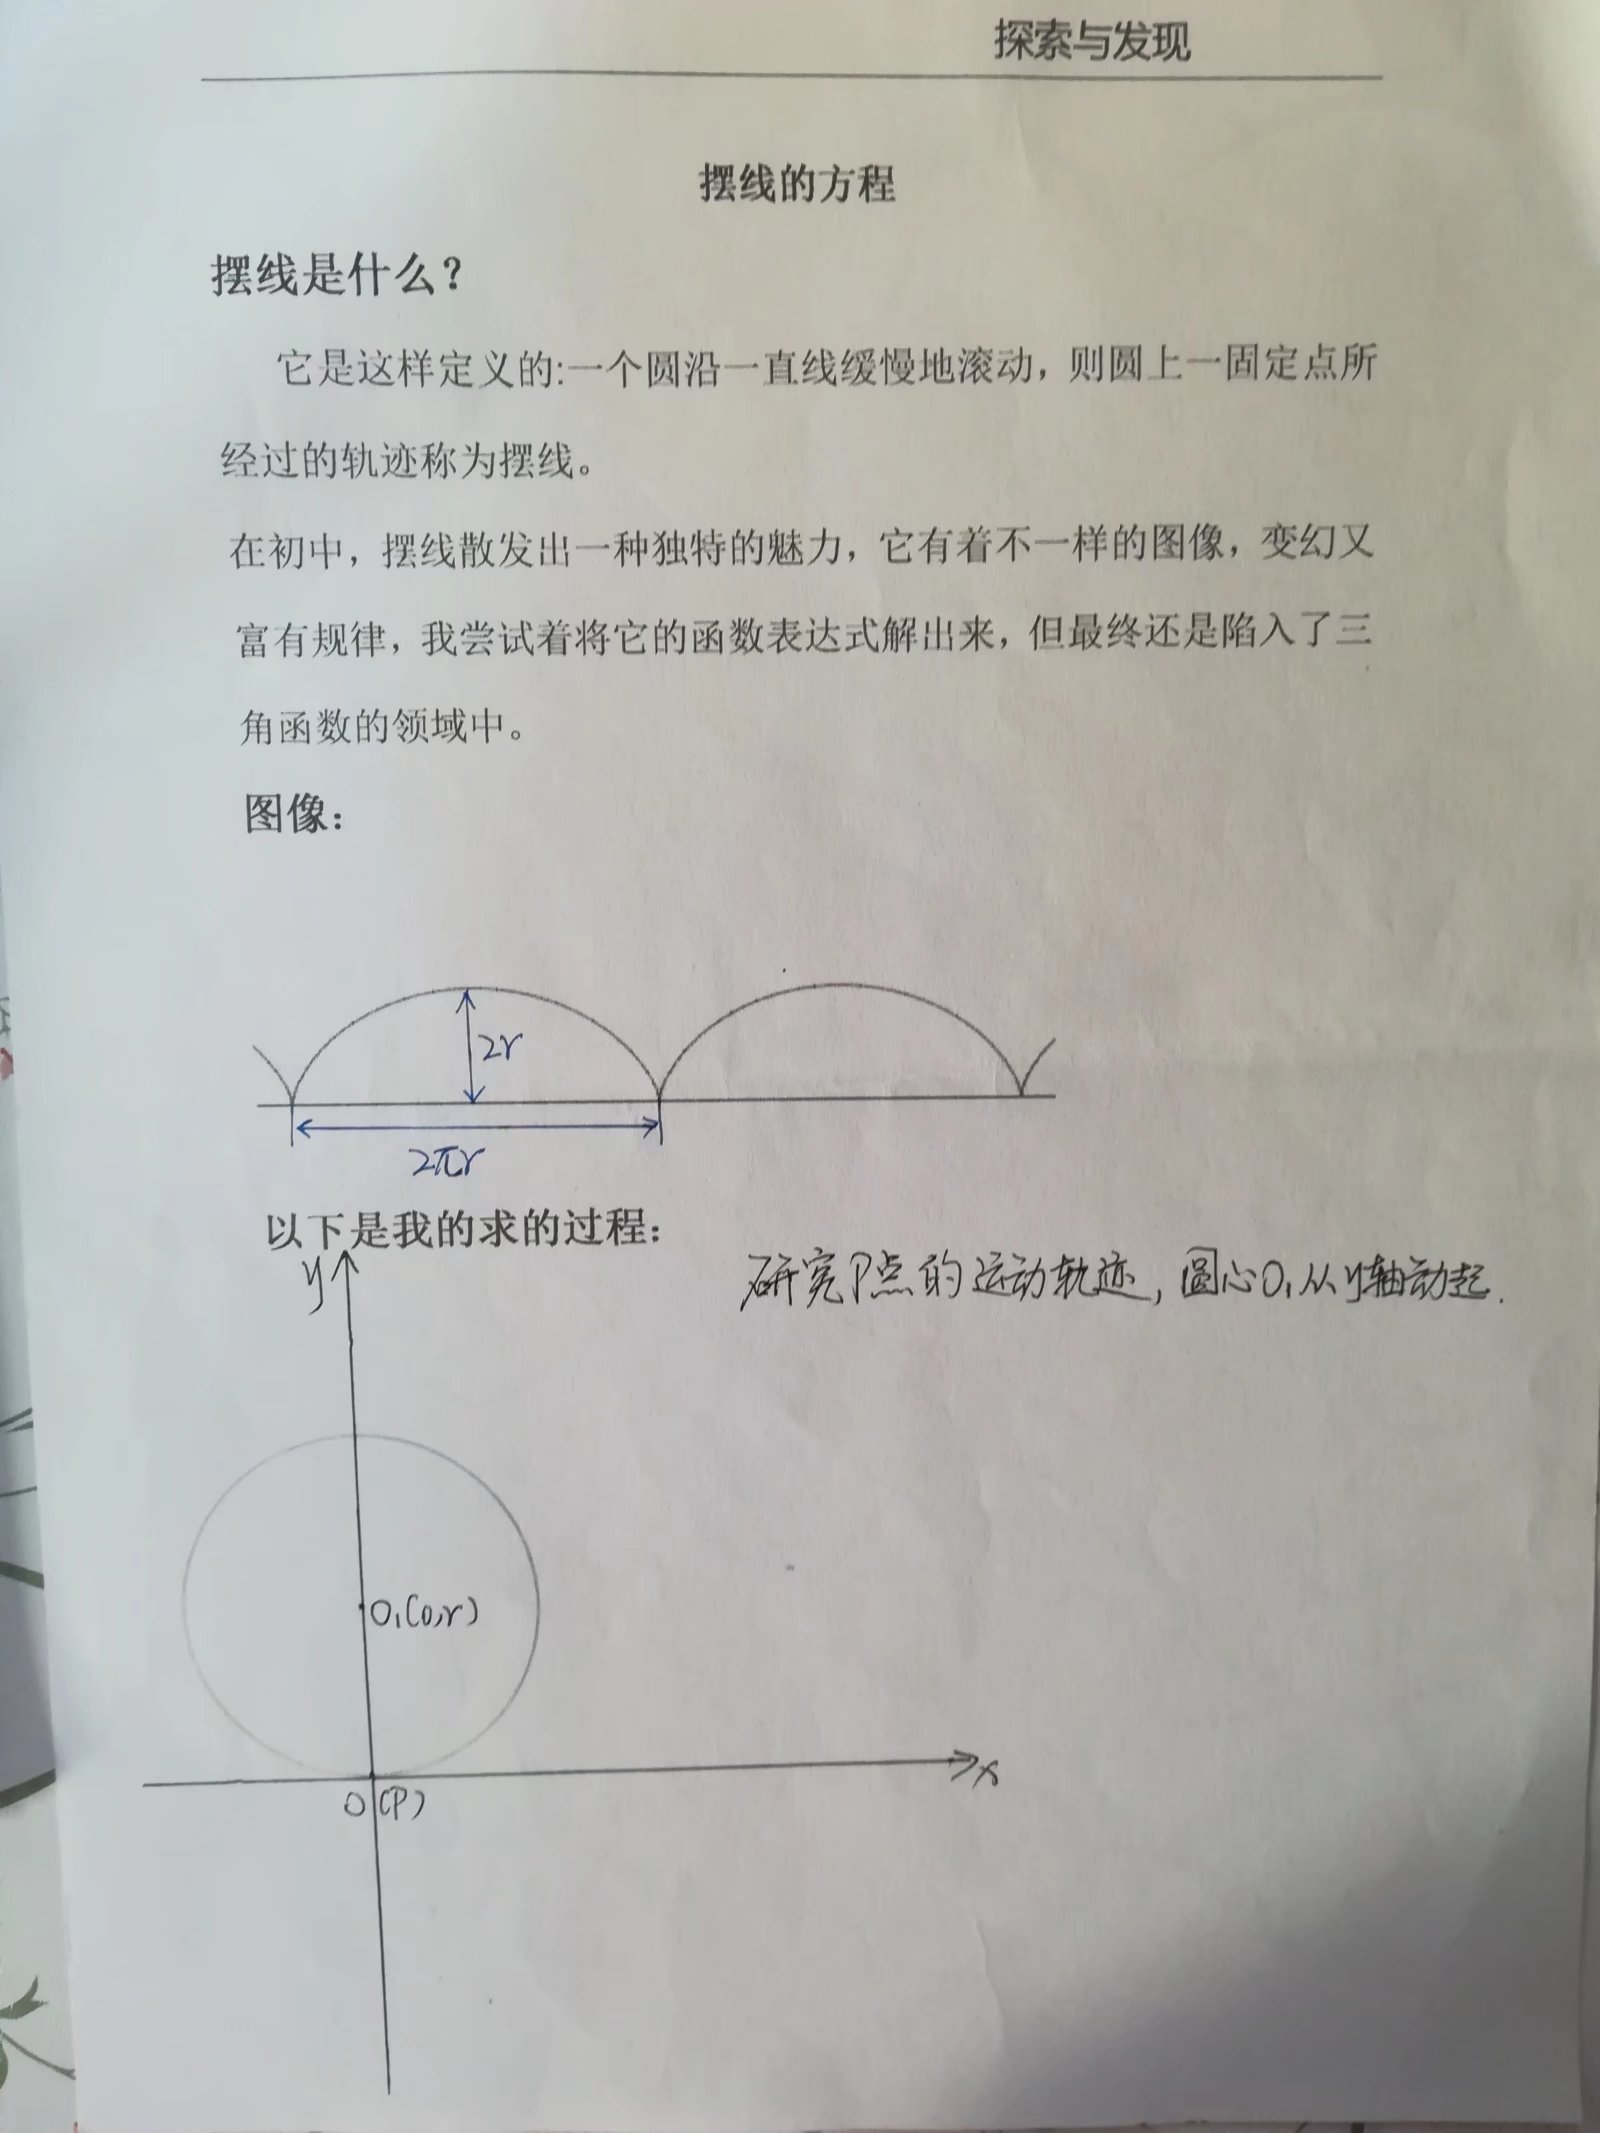 探索与发现
摆线的方程
摆线是什么？
它是这样定义的:一个圆沿一直线缓慢地滚动，则圆上一固定点所
经过的轨迹称为摆线。
在初中，摆线散发出一种独特的魅力，它有着不一样的图像，变幻又
富有规律，我尝试着将它的函数表达式解出来，但最终还是陷入了三
角函数的领域中。
图像：
2r
2πr
以下是我的求的过程：
研究P点的运动轨迹，圆心O₁从y轴动起.
y
O₁(0,r)
x
O(P)